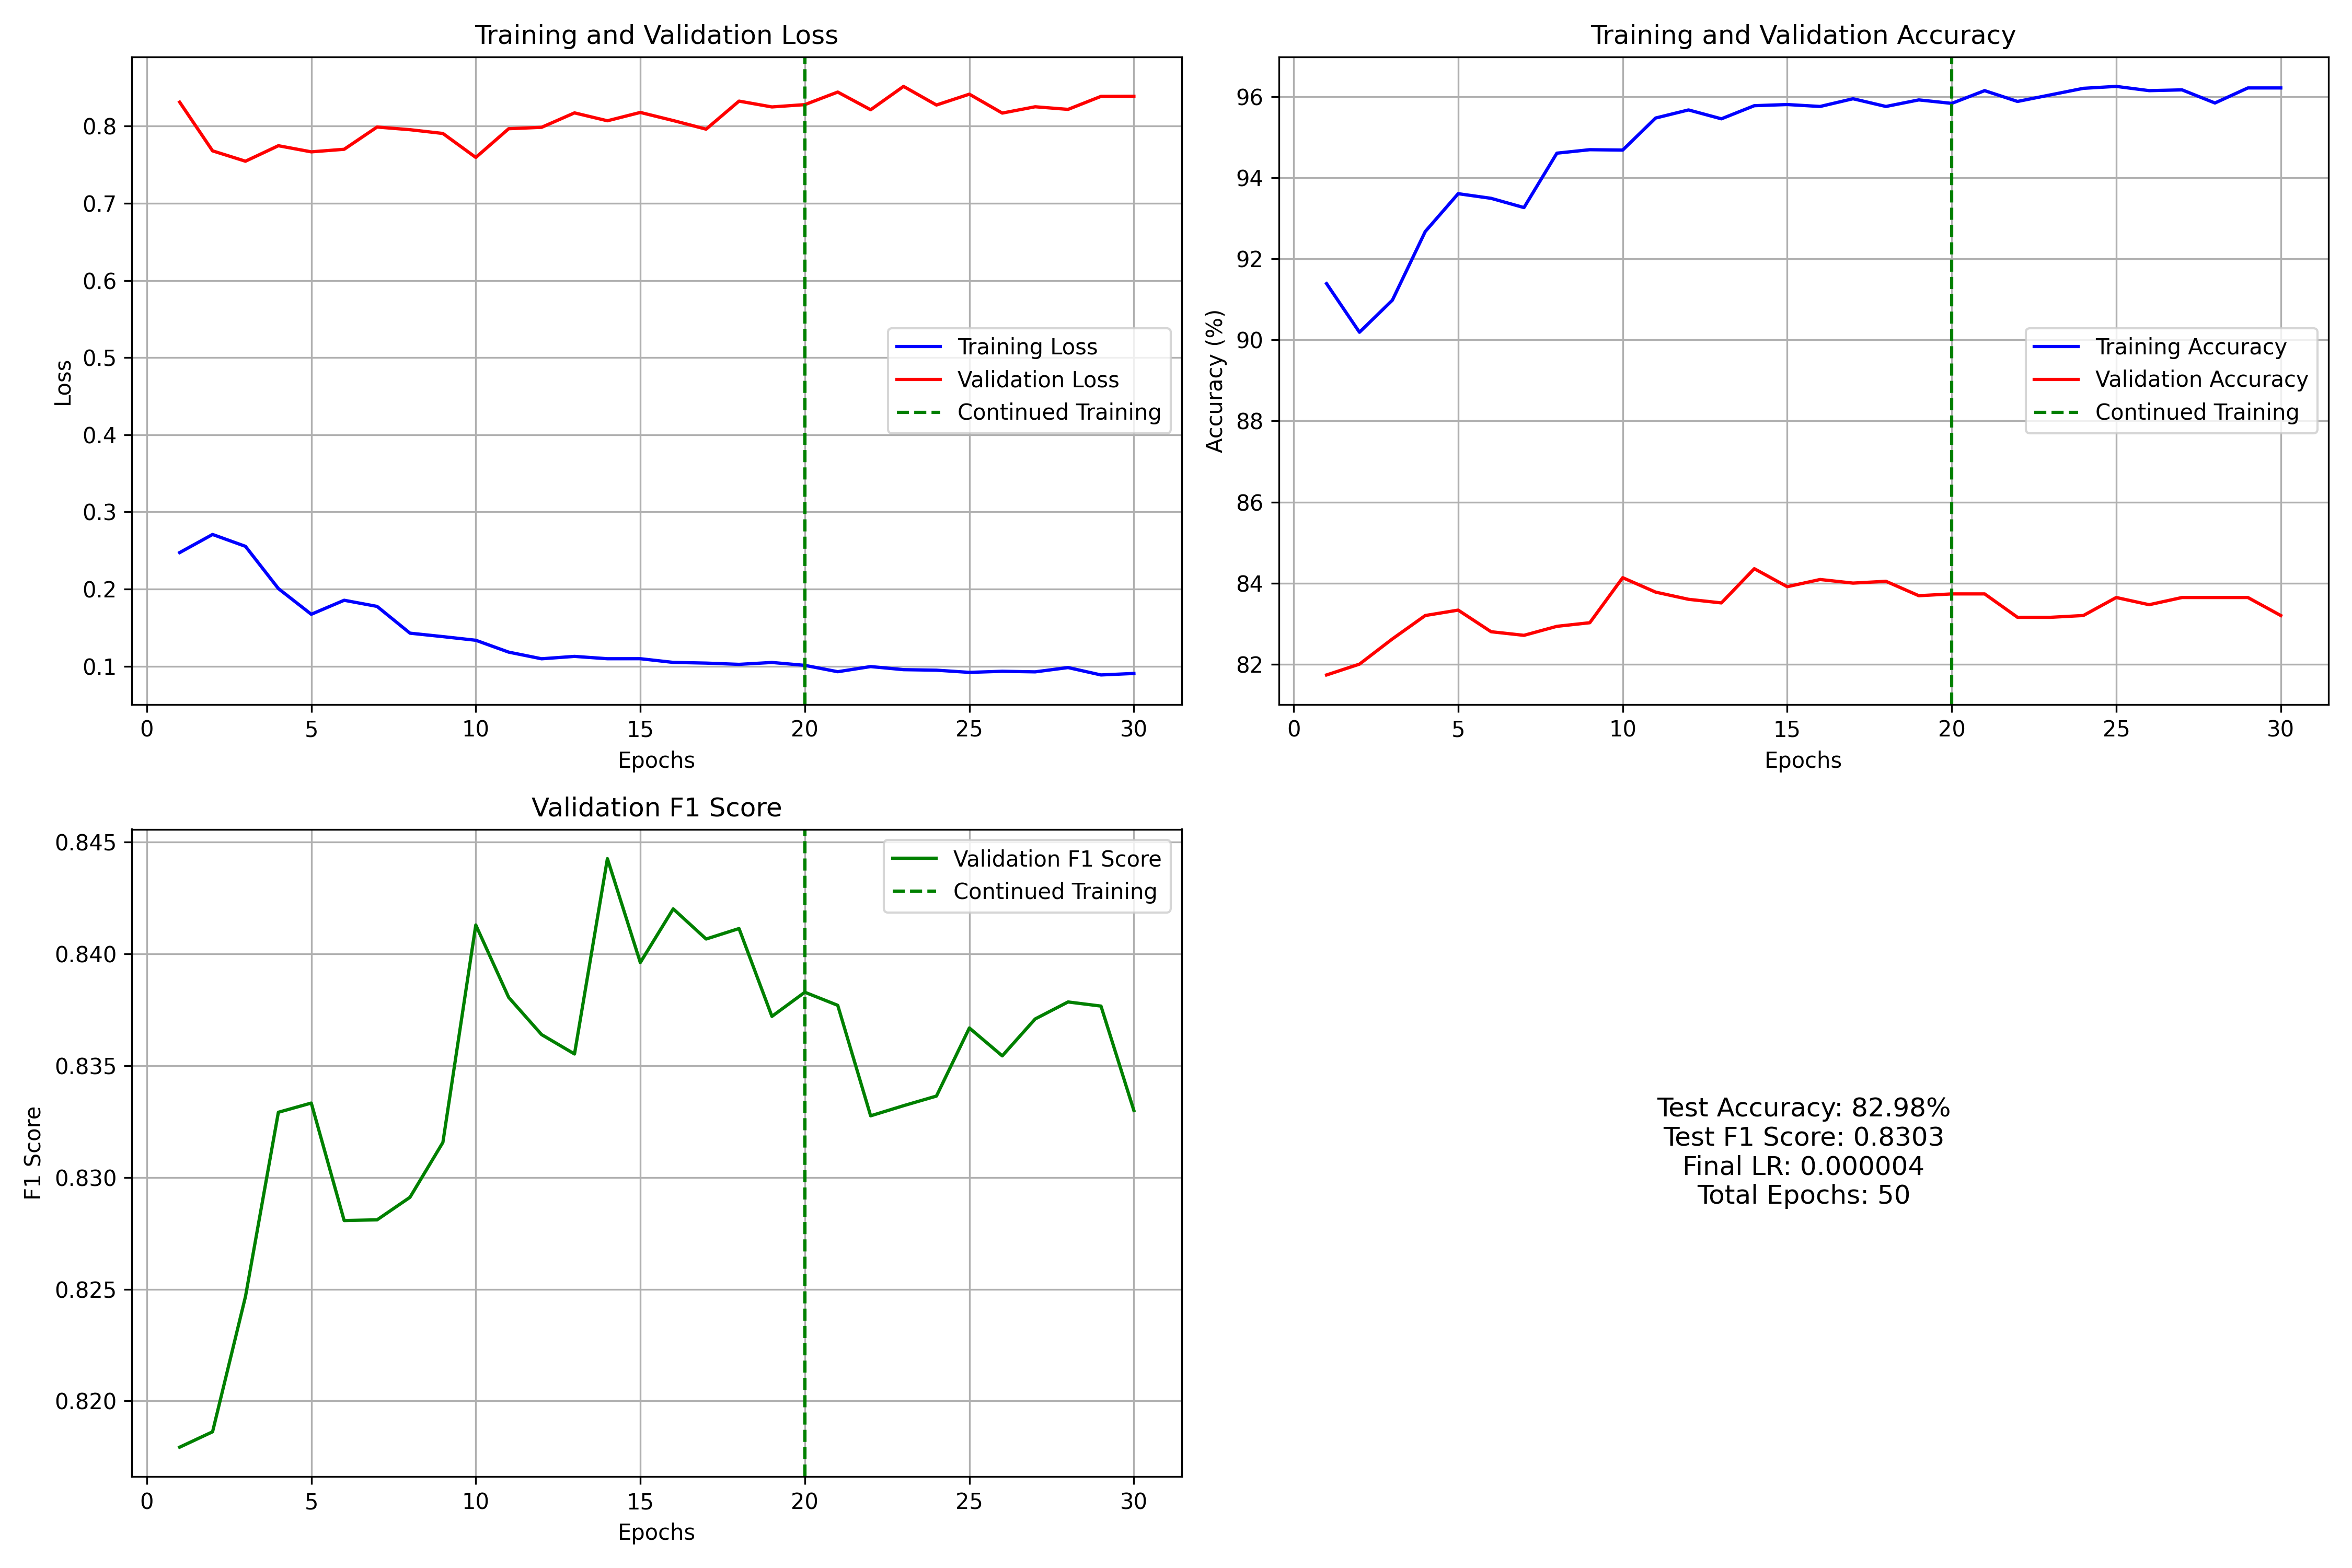 Training and Validation Loss
Loss
0.8
0.7
0.6
0.5
0.4
0.3
0.2
0.1
Training Loss
Validation Loss
Continued Training
0 5 10 15 20 25 30
Epochs
Training and Validation Accuracy
Accuracy (%)
96
94
92
90
88
86
84
82
Training Accuracy
Validation Accuracy
Continued Training
0 5 10 15 20 25 30
Epochs
Validation F1 Score
F1 Score
0.845
0.840
0.835
0.830
0.825
0.820
Validation F1 Score
Continued Training
0 5 10 15 20 25 30
Epochs
Test Accuracy: 82.98%
Test F1 Score: 0.8303
Final LR: 0.000004
Total Epochs: 50